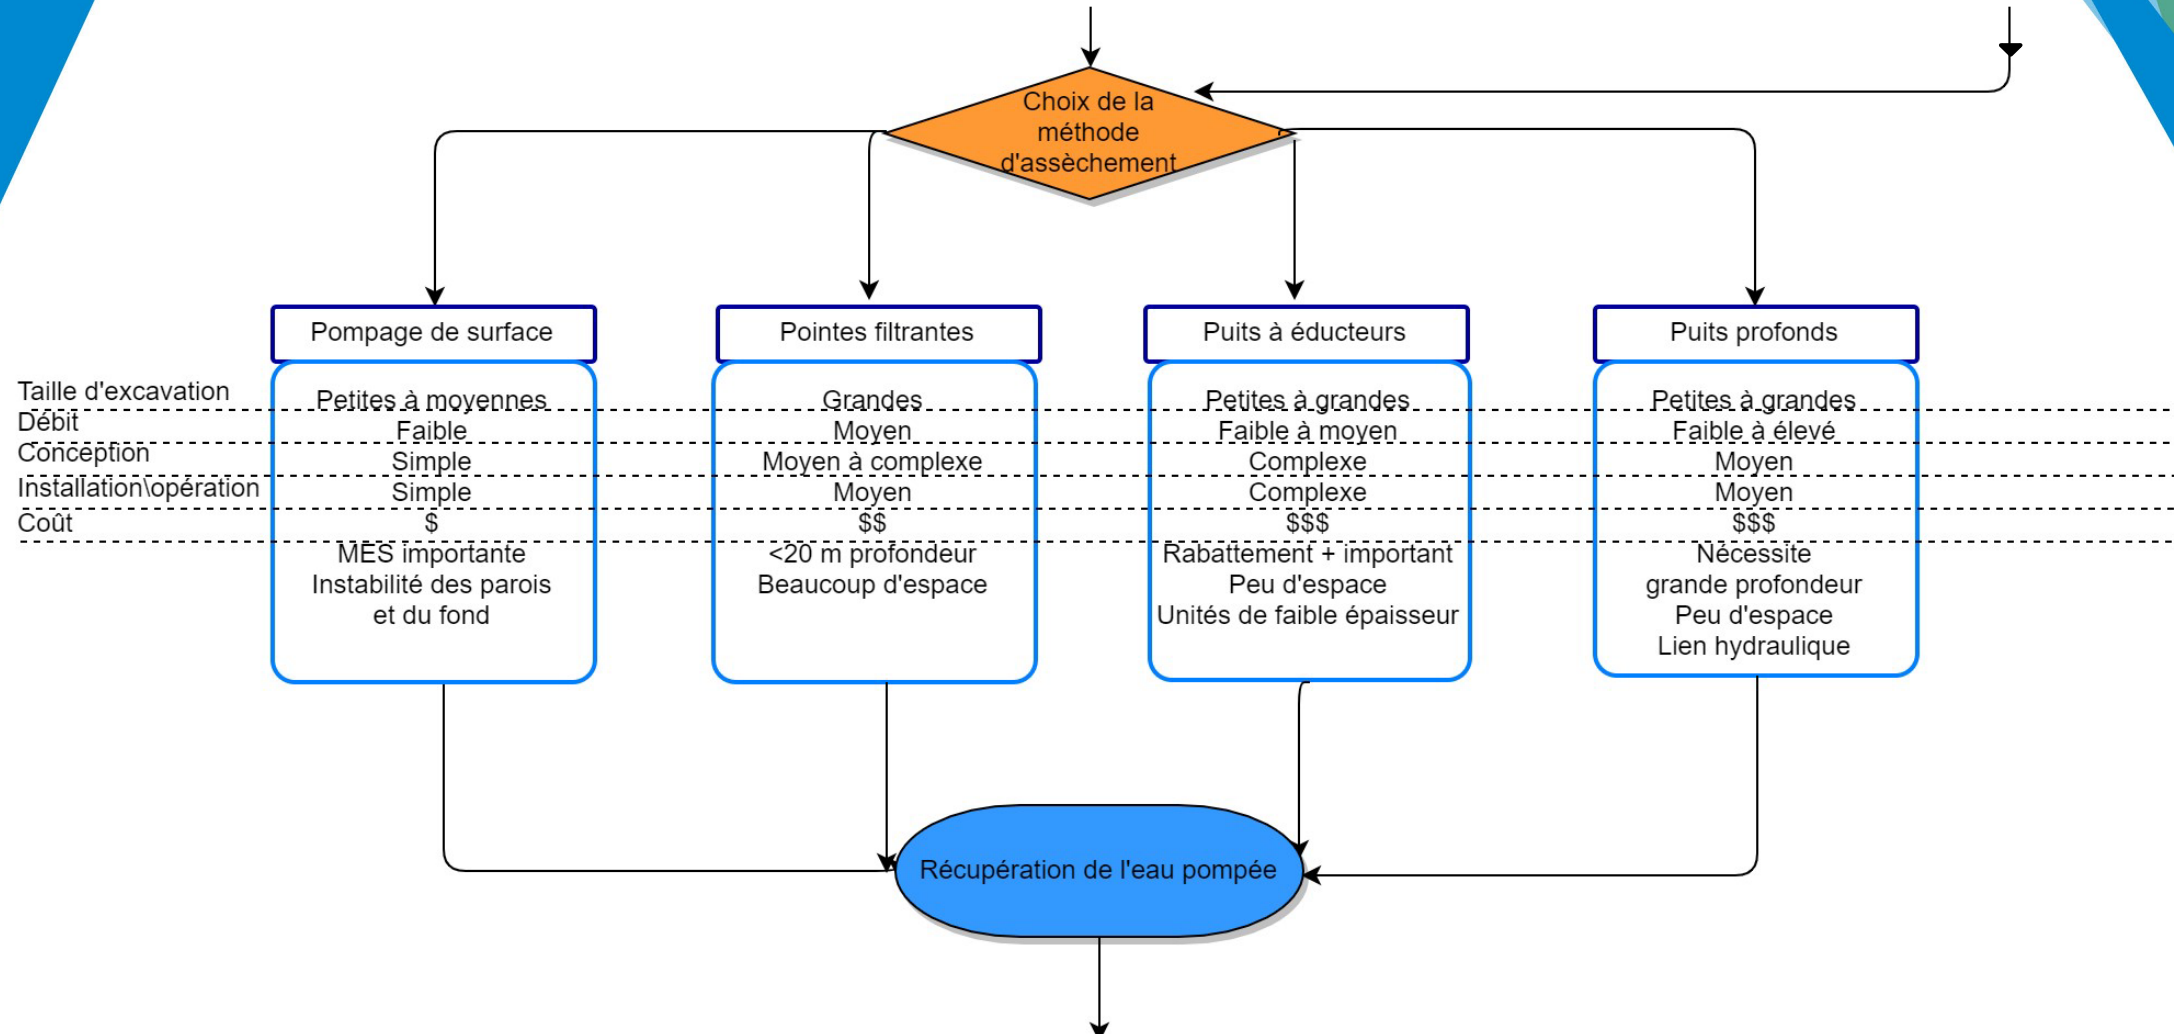 Choix de la
méthode
d'assèchement
Pompage de surface
Pointes filtrantes
Puits à éducteurs
Puits profonds
Taille d'excavation
Débit
Conception
Installation\opération
Coût
Petites à moyennes
Faible
Simple
Simple
$
MES importante
Instabilité des parois
et du fond
Grandes
Moyen
Moyen à complexe
Moyen
$$
<20 m profondeur
Beaucoup d'espace
Petites à grandes
Faible à moyen
Complexe
Complexe
$$$
Rabattement + important
Peu d'espace
Unités de faible épaisseur
Petites à grandes
Faible à élevé
Moyen
Moyen
$$$
Nécessite
grande profondeur
Peu d'espace
Lien hydraulique
Récupération de l'eau pompée